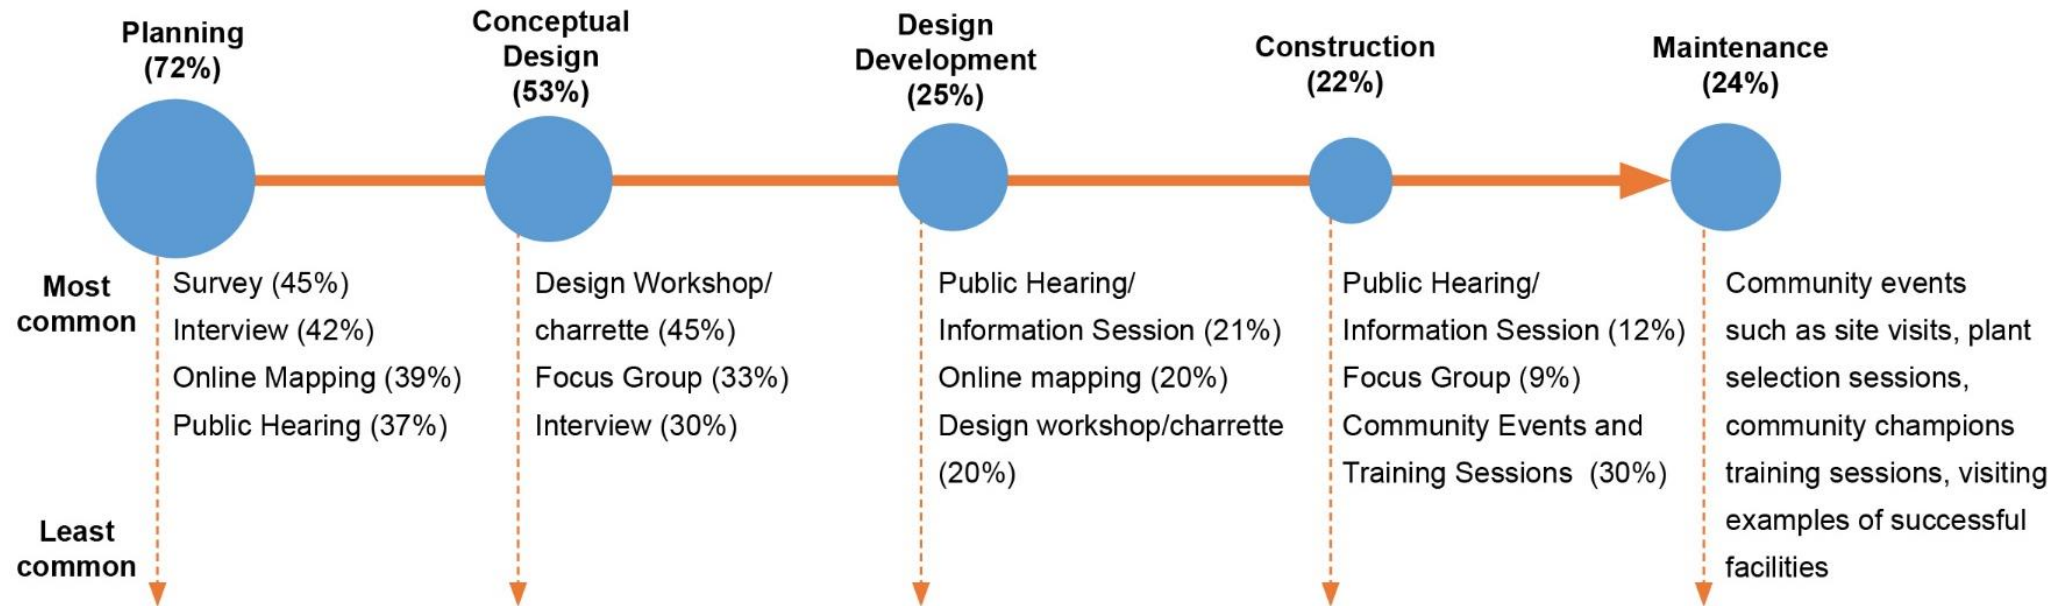 Planning
(72%)
Conceptual
Design
(53%)
Design
Development
(25%)
Construction
(22%)
Maintenance
(24%)
Most
common
Least
common
Survey (45%)
Interview (42%)
Online Mapping (39%)
Public Hearing (37%)
Design Workshop/
charrette (45%)
Focus Group (33%)
Interview (30%)
Public Hearing/
Information Session (21%)
Online mapping (20%)
Design workshop/charrette
(20%)
Public Hearing/
Information Session (12%)
Focus Group (9%)
Community Events and
Training Sessions (30%)
Community events
such as site visits, plant
selection sessions,
community champions
training sessions, visiting
examples of successful
facilities